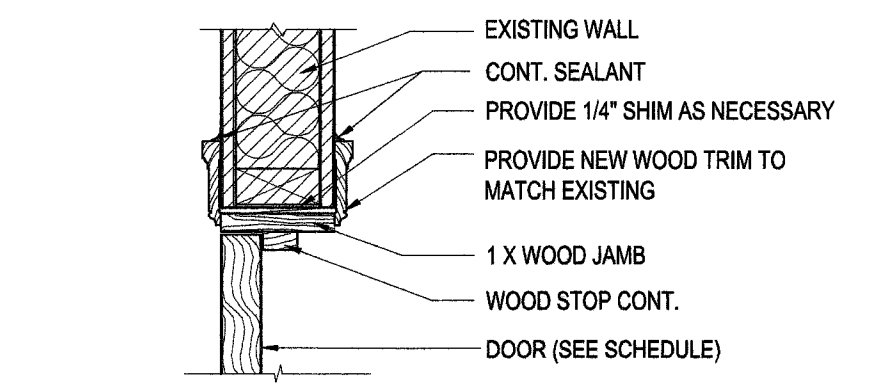 EXISTING WALL
CONT. SEALANT
PROVIDE 1/4" SHIM AS NECESSARY
PROVIDE NEW WOOD TRIM TO
MATCH EXISTING
1 X WOOD JAMB
WOOD STOP CONT.
DOOR (SEE SCHEDULE)